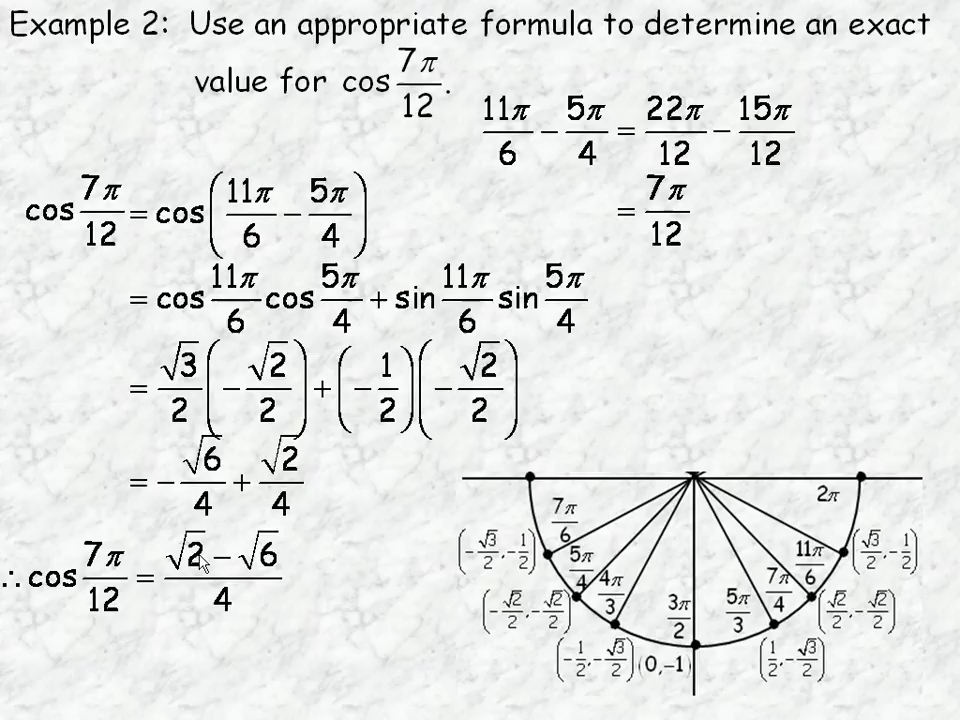 Example 2: Use an appropriate formula to determine an exact
value for cos 7π/12.
11π/6 − 5π/4 = 22π/12 − 15π/12
= 7π/12
cos 7π/12 = cos(11π/6 − 5π/4)
= cos 11π/6 cos 5π/4 + sin 11π/6 sin 5π/4
= √3/2 (−√2/2) + (−1/2)(−√2/2)
= −√6/4 + √2/4
∴ cos 7π/12 = (√2 − √6)/4
2π
7π/6
(−√3/2, −1/2)
5π/4
(−√2/2, −√2/2)
4π/3
(−1/2, −√3/2)
3π/2
(0, −1)
5π/3
(1/2, −√3/2)
7π/4
(√2/2, −√2/2)
11π/6
(√3/2, −1/2)